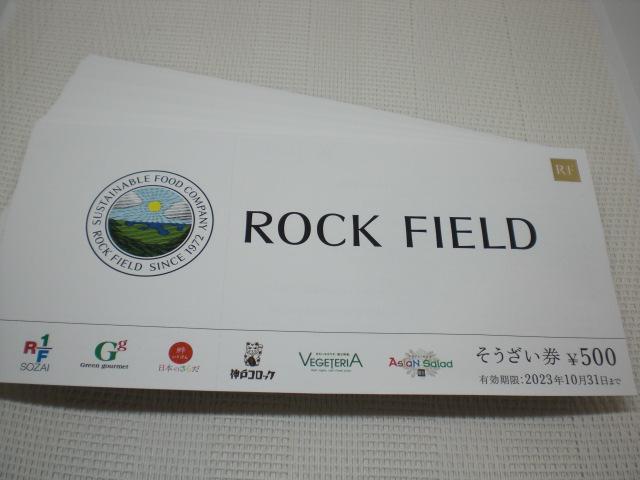 RF
SUSTAINABLE FOOD COMPANY
ROCK FIELD SINCE 1972
ROCK FIELD
R1F
SOZAI
Gg
Green gourmet
日本のさらだ
神戸コロッケ
VEGETERIA
ASIAN Salad
そうざい券 ¥500
有効期限:2023年10月31日まで